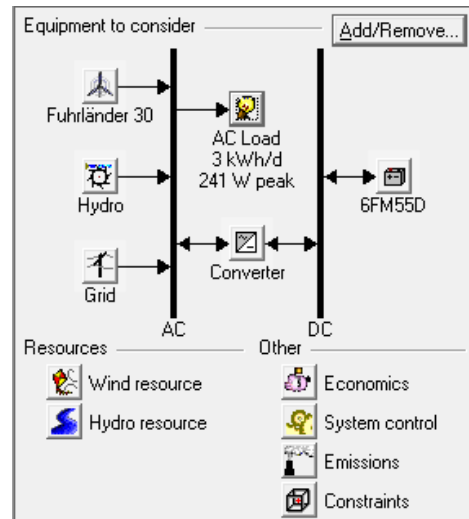 Equipment to consider
Add/Remove...
Fuhrländer 30
AC Load
3 kWh/d
241 W peak
Hydro
6FM55D
Grid
Converter
AC
DC
Resources
Other
Wind resource
Economics
Hydro resource
System control
Emissions
Constraints